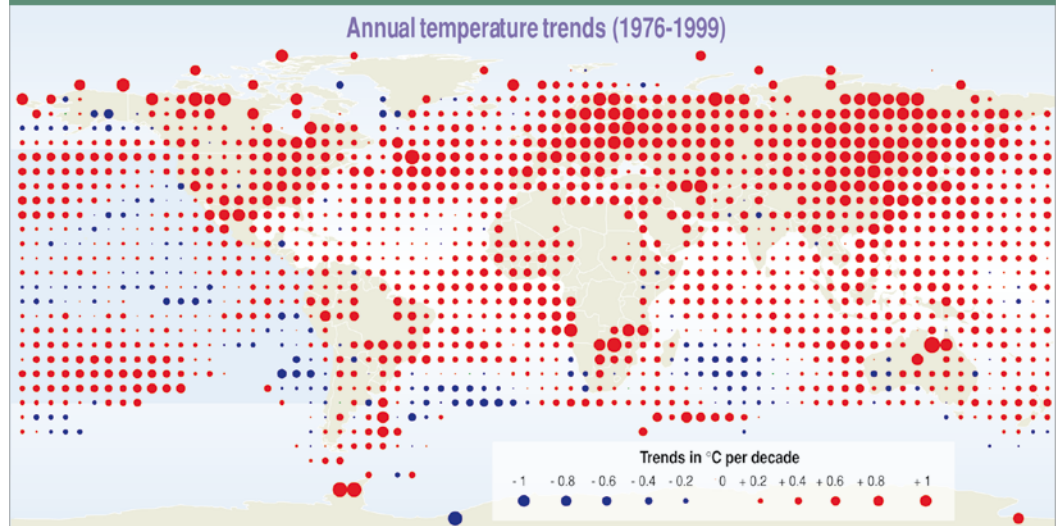 Annual temperature trends (1976-1999)
Trends in °C per decade
- 1 - 0.8 - 0.6 - 0.4 - 0.2 0 + 0.2 + 0.4 + 0.6 + 0.8 + 1